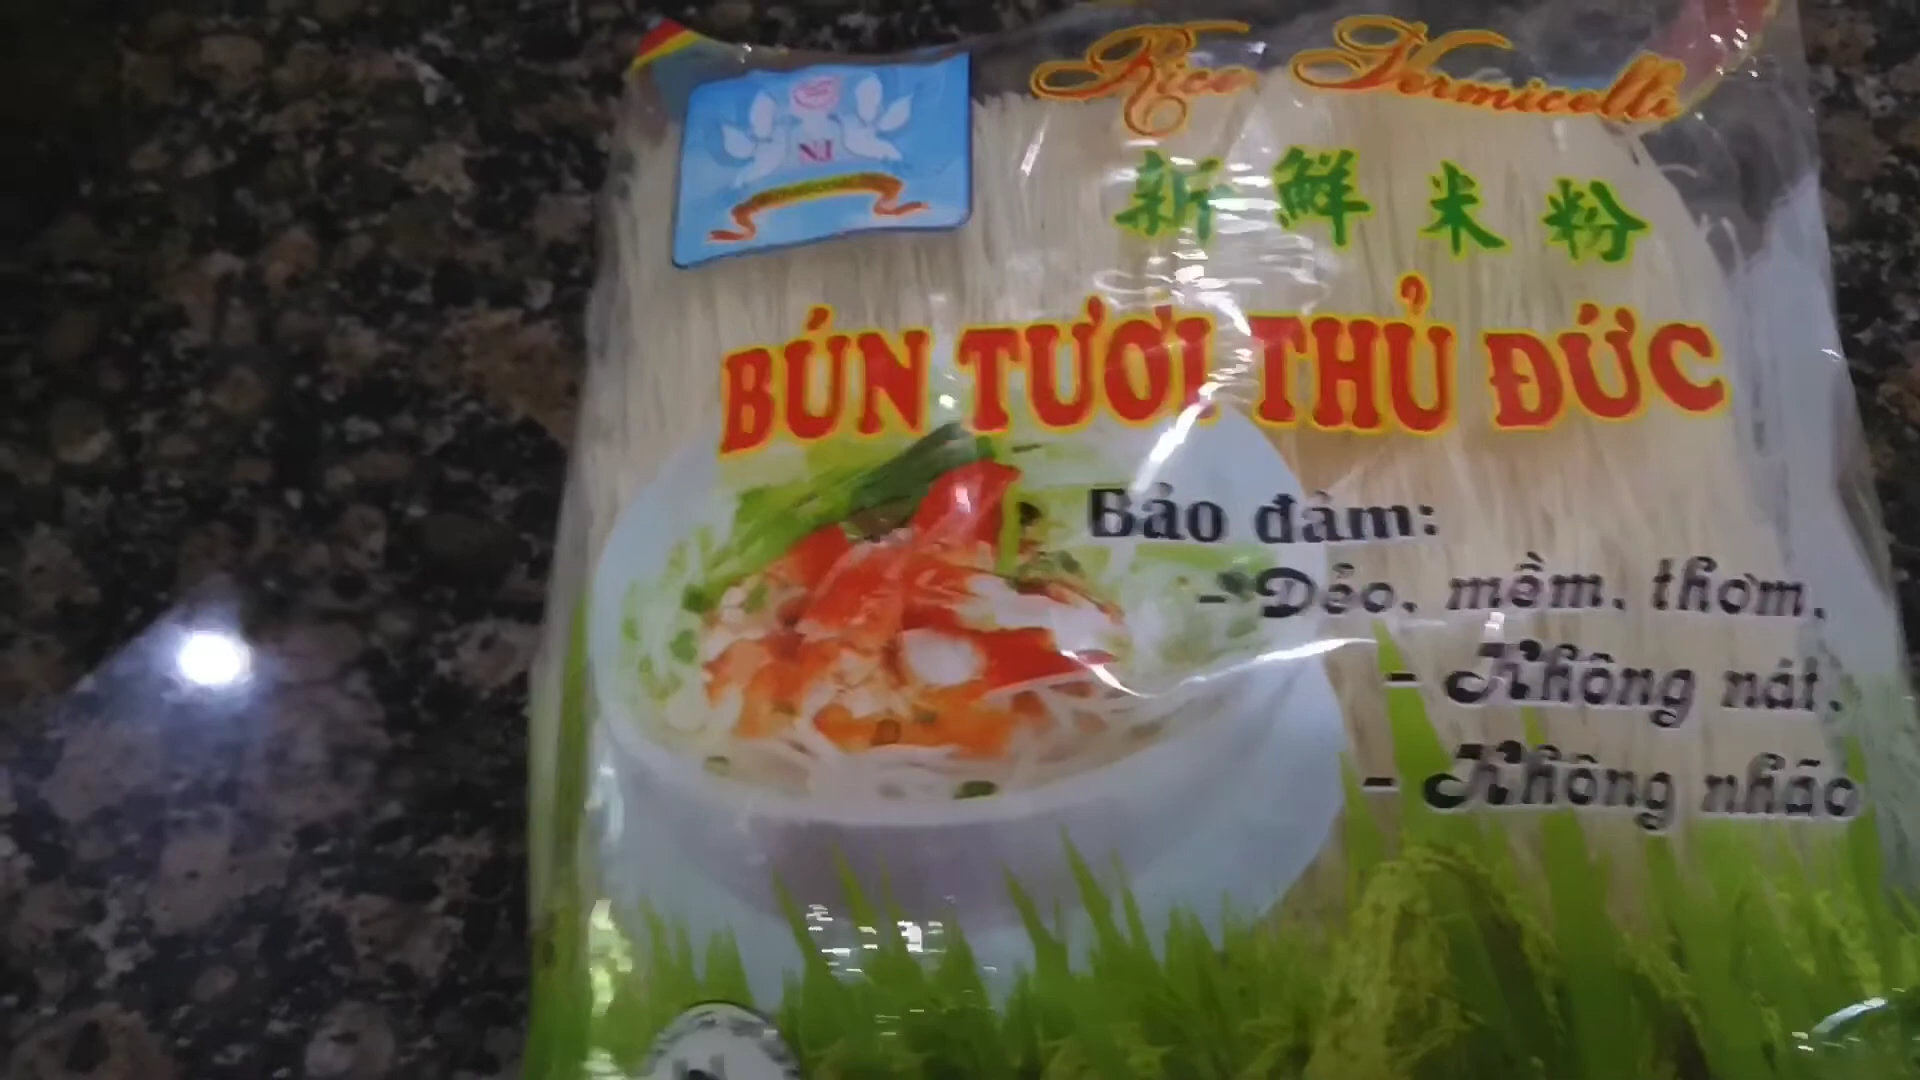 Rice Vermicelli
NJ
新鮮米粉
BÚN TƯƠI THỦ ĐỨC
Bảo đảm:
- Dẻo, mềm, thơm.
- Không nát.
- Không nhão